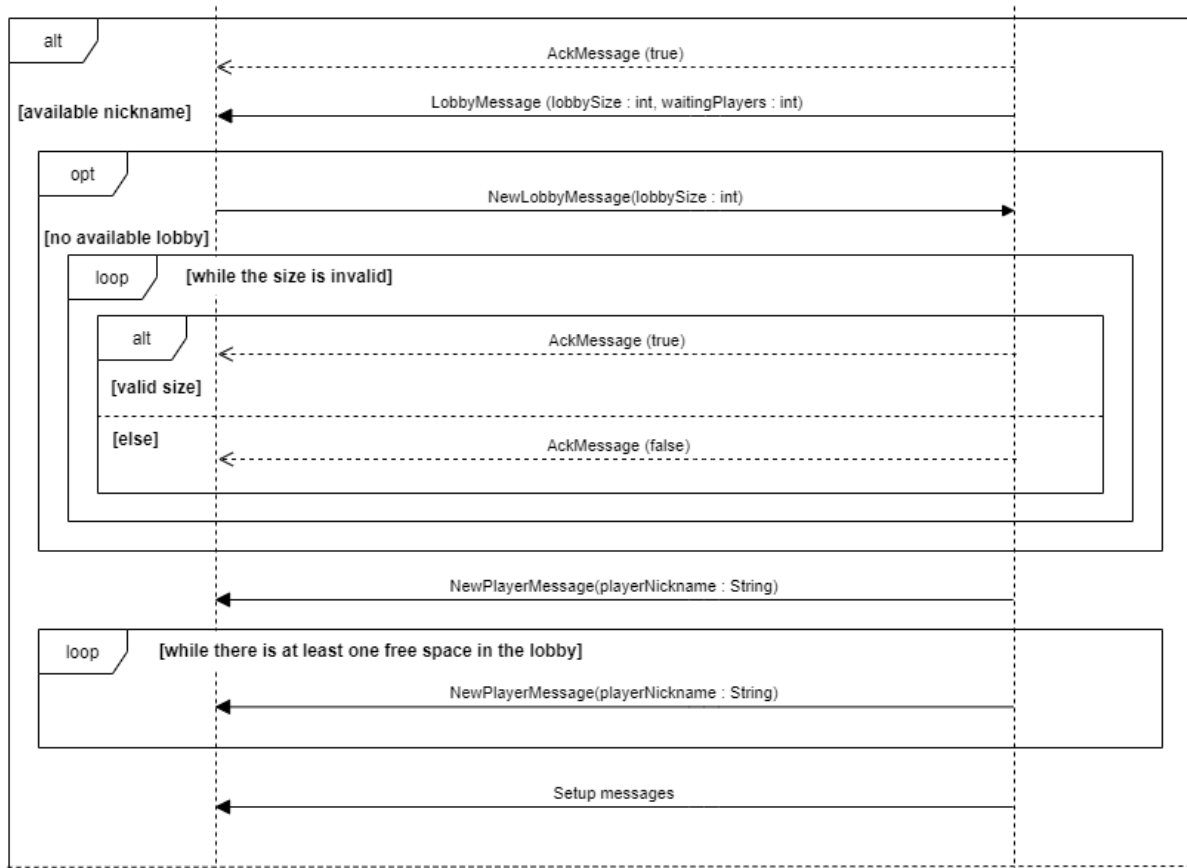 alt
AckMessage (true)
LobbyMessage (lobbySize : int, waitingPlayers : int)
[available nickname]
opt
NewLobbyMessage(lobbySize : int)
[no available lobby]
loop
[while the size is invalid]
alt
AckMessage (true)
[valid size]
[else]
AckMessage (false)
NewPlayerMessage(playerNickname : String)
loop
[while there is at least one free space in the lobby]
NewPlayerMessage(playerNickname : String)
Setup messages